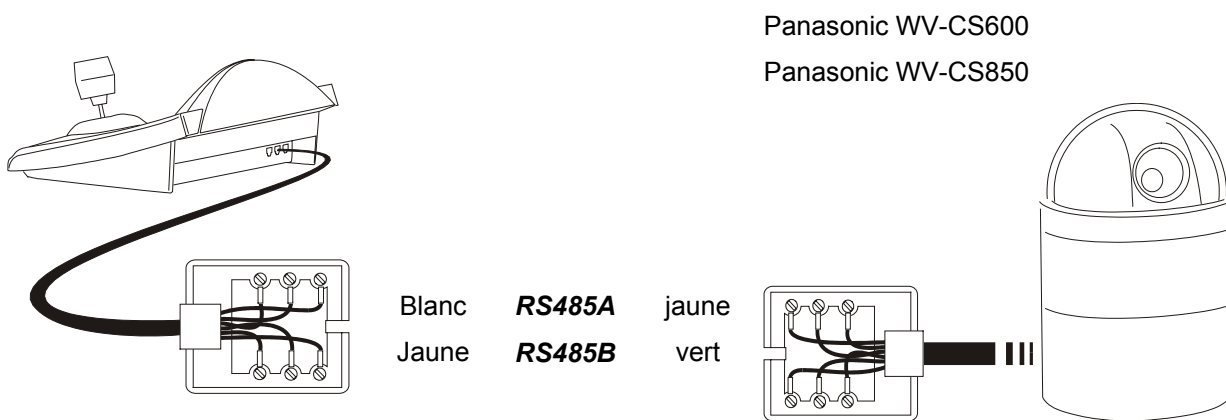 Panasonic WV-CS600
Panasonic WV-CS850
Blanc RS485A jaune
Jaune RS485B vert